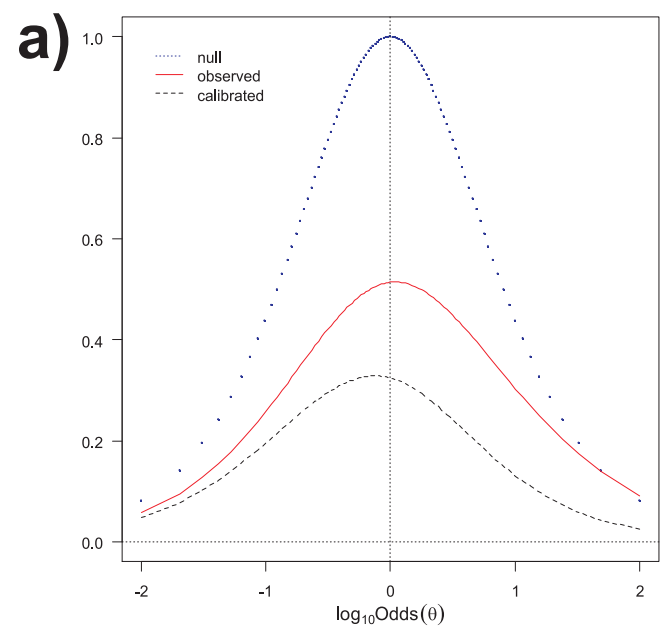 a)
1.0
0.8
0.6
0.4
0.2
0.0
null
observed
calibrated
-2 -1 0 1 2
log₁₀Odds(θ)